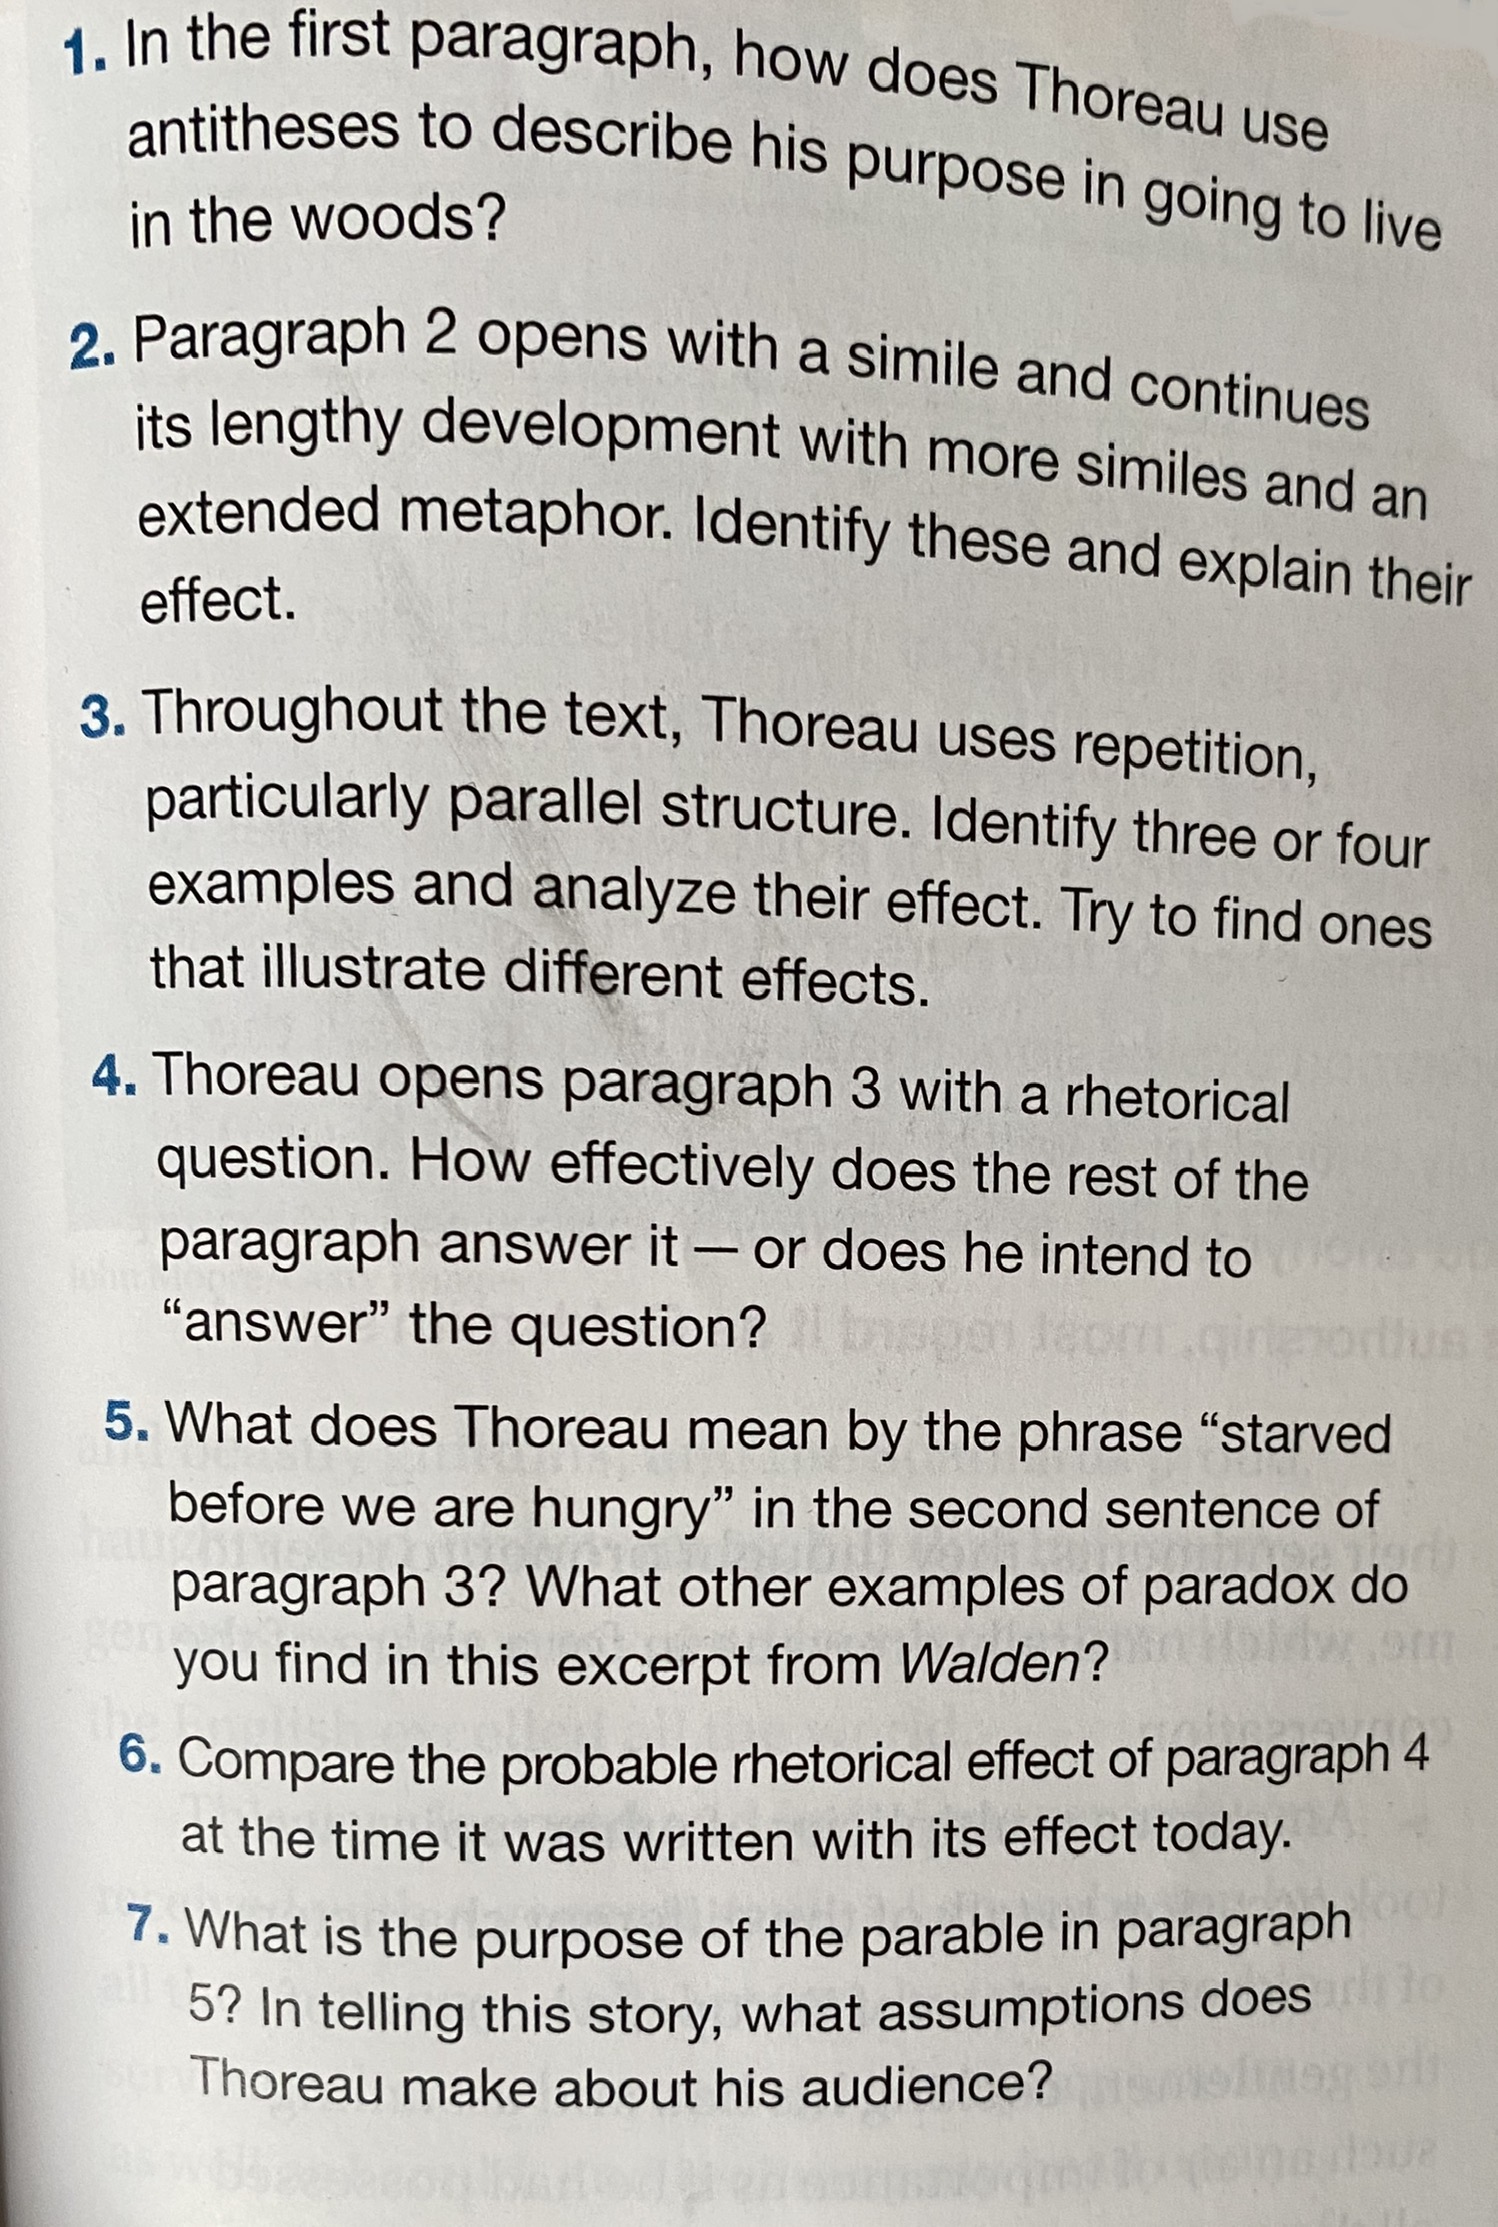 1. In the first paragraph, how does Thoreau use
antitheses to describe his purpose in going to live
in the woods?
2. Paragraph 2 opens with a simile and continues
its lengthy development with more similes and an
extended metaphor. Identify these and explain their
effect.
3. Throughout the text, Thoreau uses repetition,
particularly parallel structure. Identify three or four
examples and analyze their effect. Try to find ones
that illustrate different effects.
4. Thoreau opens paragraph 3 with a rhetorical
question. How effectively does the rest of the
paragraph answer it — or does he intend to
“answer” the question?
5. What does Thoreau mean by the phrase “starved
before we are hungry” in the second sentence of
paragraph 3? What other examples of paradox do
you find in this excerpt from Walden?
6. Compare the probable rhetorical effect of paragraph 4
at the time it was written with its effect today.
7. What is the purpose of the parable in paragraph
5? In telling this story, what assumptions does
Thoreau make about his audience?